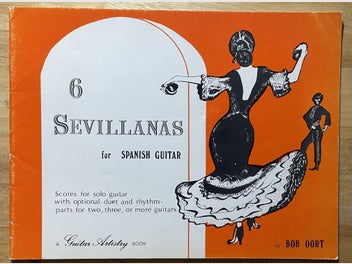 6
SEVILLANAS
for SPANISH GUITAR
Scores for solo guitar
with optional duet and rhythm-
parts for two, three, or more guitars
A Guitar Artistry BOOK
by BOB OORT